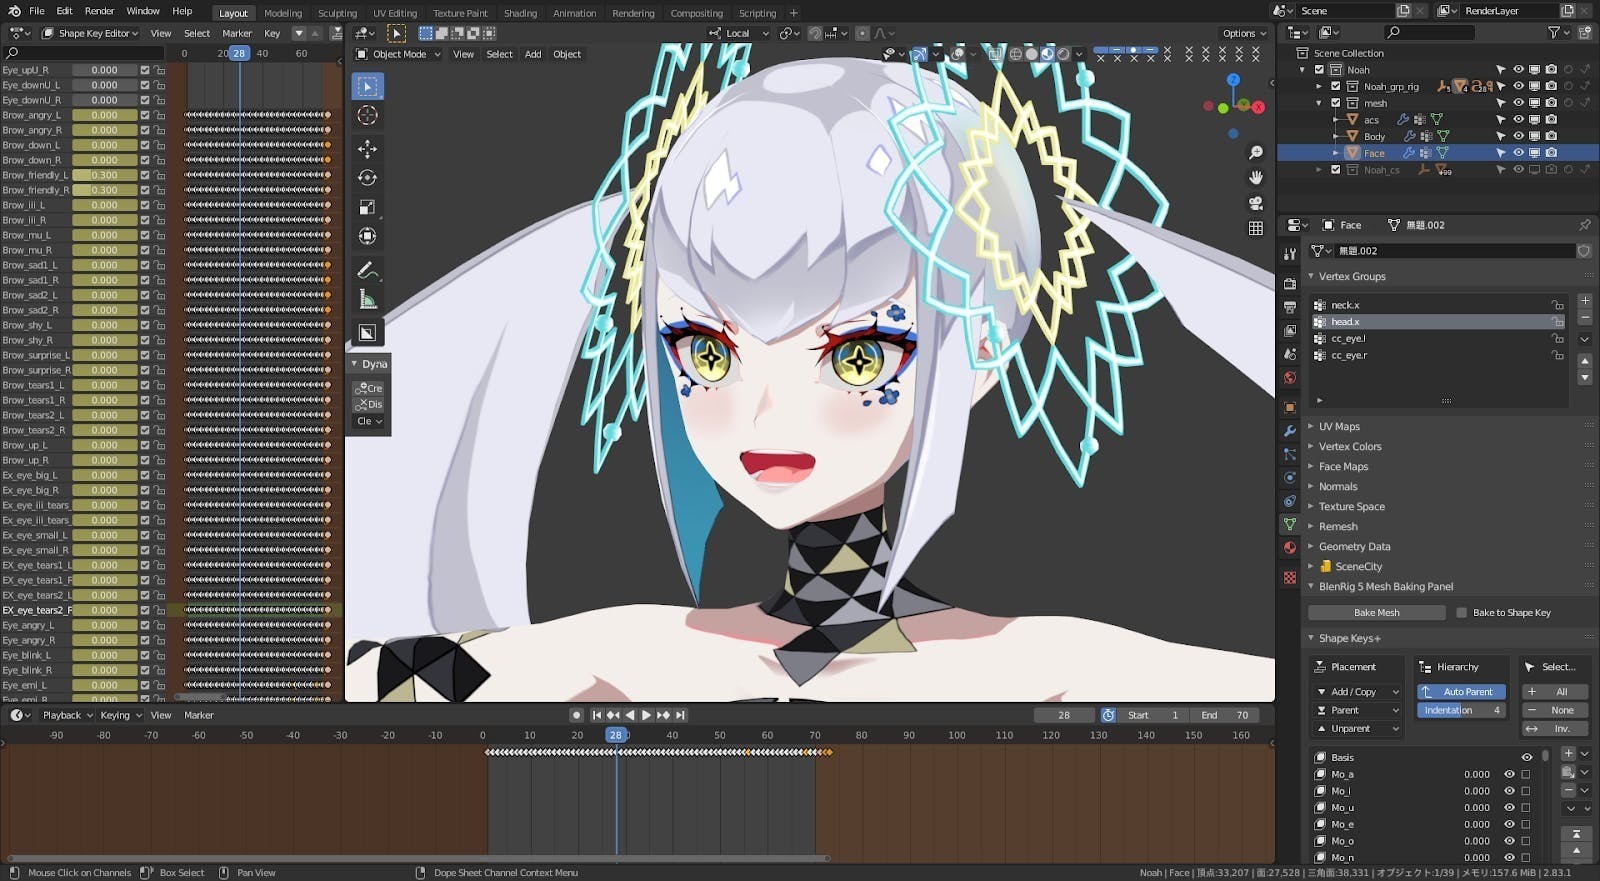 File Edit Render Window Help Layout Modeling Sculpting UV Editing Texture Paint Shading Animation Rendering Compositing Scripting + Scene RenderLayer
Shape Key Editor View Select Marker Key Local Options
0 20 28 40 60
Object Mode View Select Add Object
Eye_upU_R 0.000
Eye_downU_L 0.000
Eye_downU_R 0.000
Brow_angry_L 0.000
Brow_angry_R 0.000
Brow_down_L 0.000
Brow_down_R 0.000
Brow_friendly_L 0.300
Brow_friendly_R 0.300
Brow_iii_L 0.000
Brow_iii_R 0.000
Brow_mu_L 0.000
Brow_mu_R 0.000
Brow_sad1_L 0.000
Brow_sad1_R 0.000
Brow_sad2_L 0.000
Brow_sad2_R 0.000
Brow_shy_L 0.000
Brow_shy_R 0.000
Brow_surprise_L 0.000
Brow_surprise_R 0.000
Brow_tears1_L 0.000
Brow_tears1_R 0.000
Brow_tears2_L 0.000
Brow_tears2_R 0.000
Brow_up_L 0.000
Brow_up_R 0.000
Ex_eye_big_L 0.000
Ex_eye_big_R 0.000
Ex_eye_iii_tears_ 0.000
Ex_eye_iii_tears_ 0.000
Ex_eye_small_L 0.000
Ex_eye_small_R 0.000
EX_eye_tears1_L 0.000
EX_eye_tears1_R 0.000
EX_eye_tears2_L 0.000
EX_eye_tears2_R 0.000
Eye_angry_L 0.000
Eye_angry_R 0.000
Eye_blink_L 0.000
Eye_blink_R 0.000
Eye_emi_L 0.000
Dyna
Cre
Dis
Cle
Z
X
Scene Collection
Noah
Noah_grp_rig
mesh
acs
Body
Face
Noah_cs
Face 無題.002
無題.002
Vertex Groups
neck.x
head.x
cc_eye.l
cc_eye.r
UV Maps
Vertex Colors
Face Maps
Normals
Texture Space
Remesh
Geometry Data
SceneCity
BlenRig 5 Mesh Baking Panel
Bake Mesh Bake to Shape Key
Shape Keys+
Placement Hierarchy Select...
Add / Copy Auto Parent All
Parent Indentation 4 None
Unparent Inv.
Basis
Mo_a 0.000
Mo_i 0.000
Mo_u 0.000
Mo_e 0.000
Mo_o 0.000
Mo_n 0.000
Playback Keying View Marker 28 Start 1 End 70
-90 -80 -70 -60 -50 -40 -30 -20 -10 0 10 20 28 40 50 60 70 80 90 100 110 120 130 140 150 160
Mouse Click on Channels Box Select Pan View Dope Sheet Channel Context Menu Noah | Face | 頂点:33,207 | 面:27,528 | 三角面:38,331 | オブジェクト:1/39 | メモリ:157.6 MiB | 2.83.1